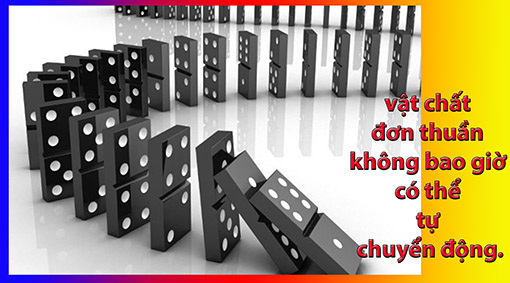 vật chất
đơn thuần
không bao giờ
có thể
tự
chuyển động.